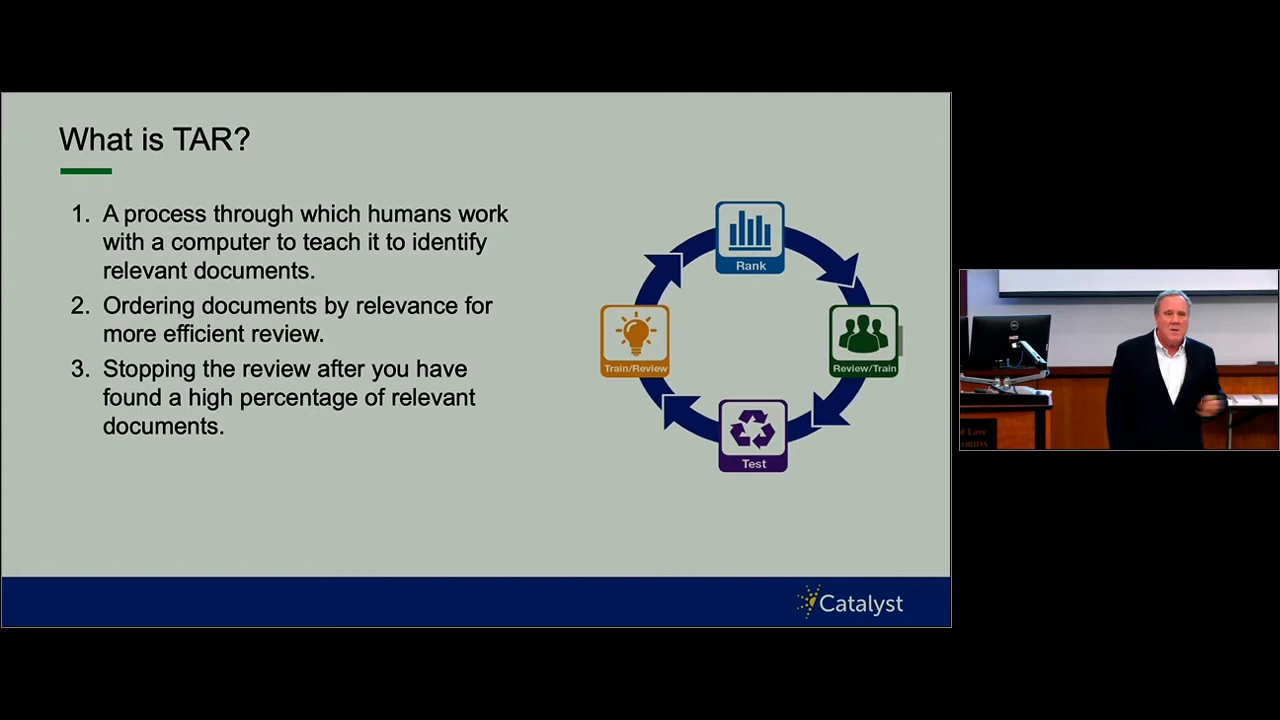 What is TAR?
1. A process through which humans work
with a computer to teach it to identify
relevant documents.
2. Ordering documents by relevance for
more efficient review.
3. Stopping the review after you have
found a high percentage of relevant
documents.
Rank
Train/Review
Review/Train
Test
Catalyst
of Law